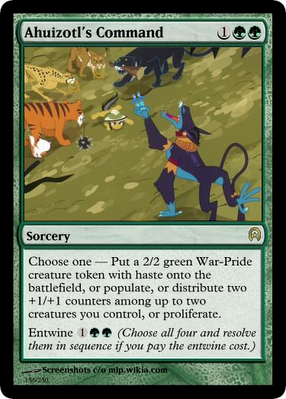 Ahuizotl's Command 1
Sorcery
Choose one — Put a 2/2 green War-Pride
creature token with haste onto the
battlefield, or populate, or distribute two
+1/+1 counters among up to two
creatures you control, or proliferate.
Entwine 1 (Choose all four and resolve
them in sequence if you pay the entwine cost.)
Screenshots c/o mlp.wikia.com